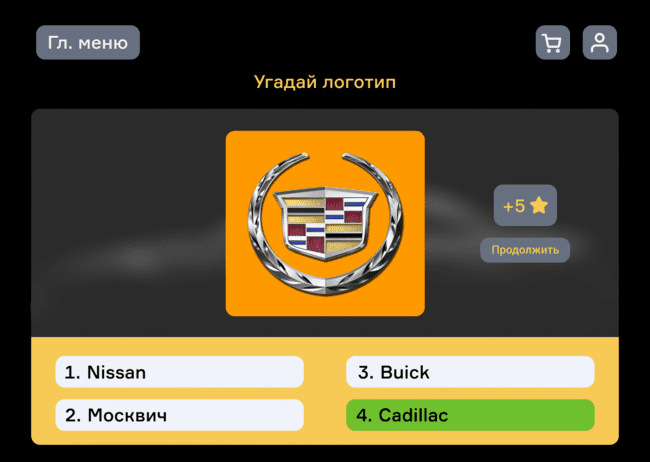 Гл. меню
Угадай логотип
+5
Продолжить
1. Nissan
2. Москвич
3. Buick
4. Cadillac